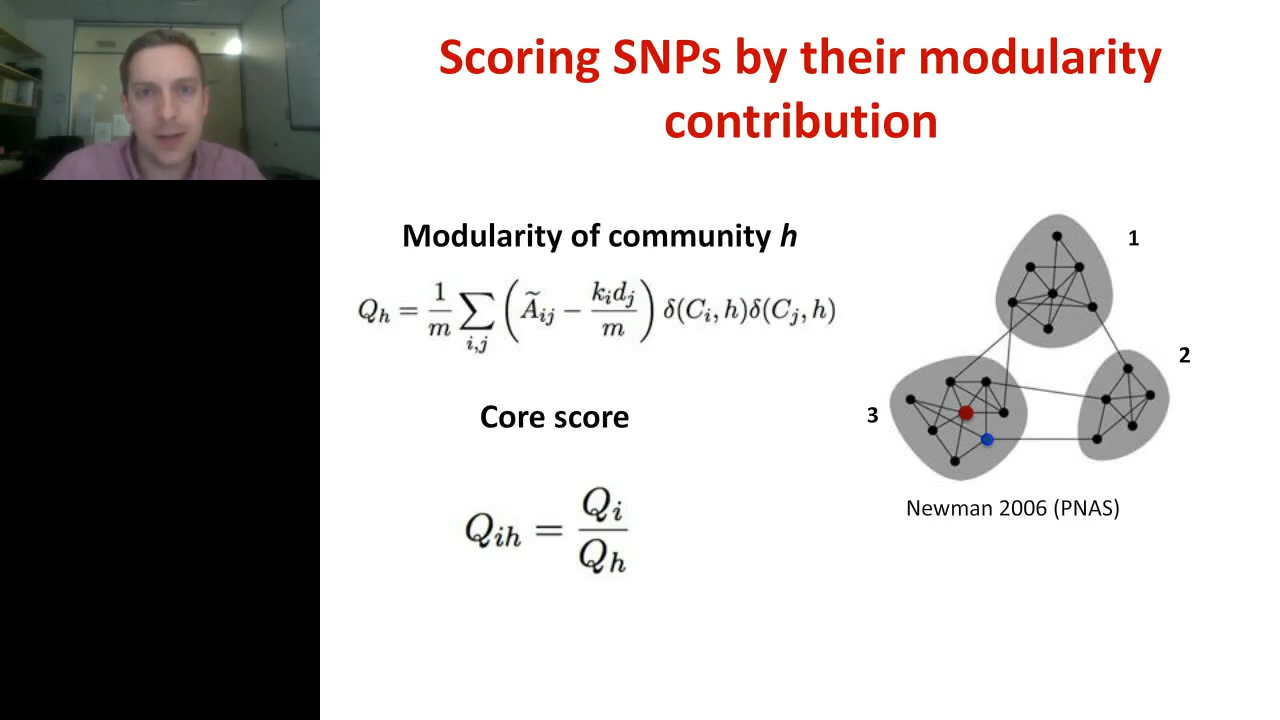 Scoring SNPs by their modularity
contribution
Modularity of community h
Q_h = \frac{1}{m} \sum_{i,j} \left( \widetilde{A}_{ij} - \frac{k_i d_j}{m} \right) \delta(C_i, h) \delta(C_j, h)
1
2
Core score
3
Q_{ih} = \frac{Q_i}{Q_h}
Newman 2006 (PNAS)